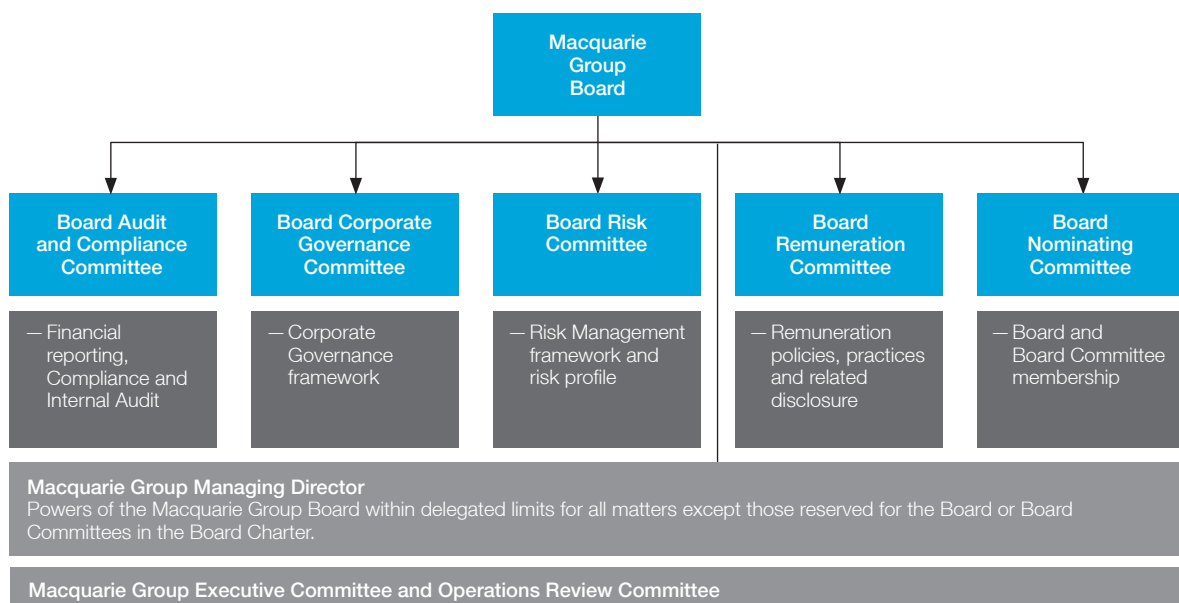 Macquarie
Group
Board
Board Audit
and Compliance
Committee
Board Corporate
Governance
Committee
Board Risk
Committee
Board
Remuneration
Committee
Board
Nominating
Committee
— Financial
reporting,
Compliance and
Internal Audit
— Corporate
Governance
framework
— Risk Management
framework and
risk profile
— Remuneration
policies, practices
and related
disclosure
— Board and
Board Committee
membership
Macquarie Group Managing Director
Powers of the Macquarie Group Board within delegated limits for all matters except those reserved for the Board or Board
Committees in the Board Charter.
Macquarie Group Executive Committee and Operations Review Committee